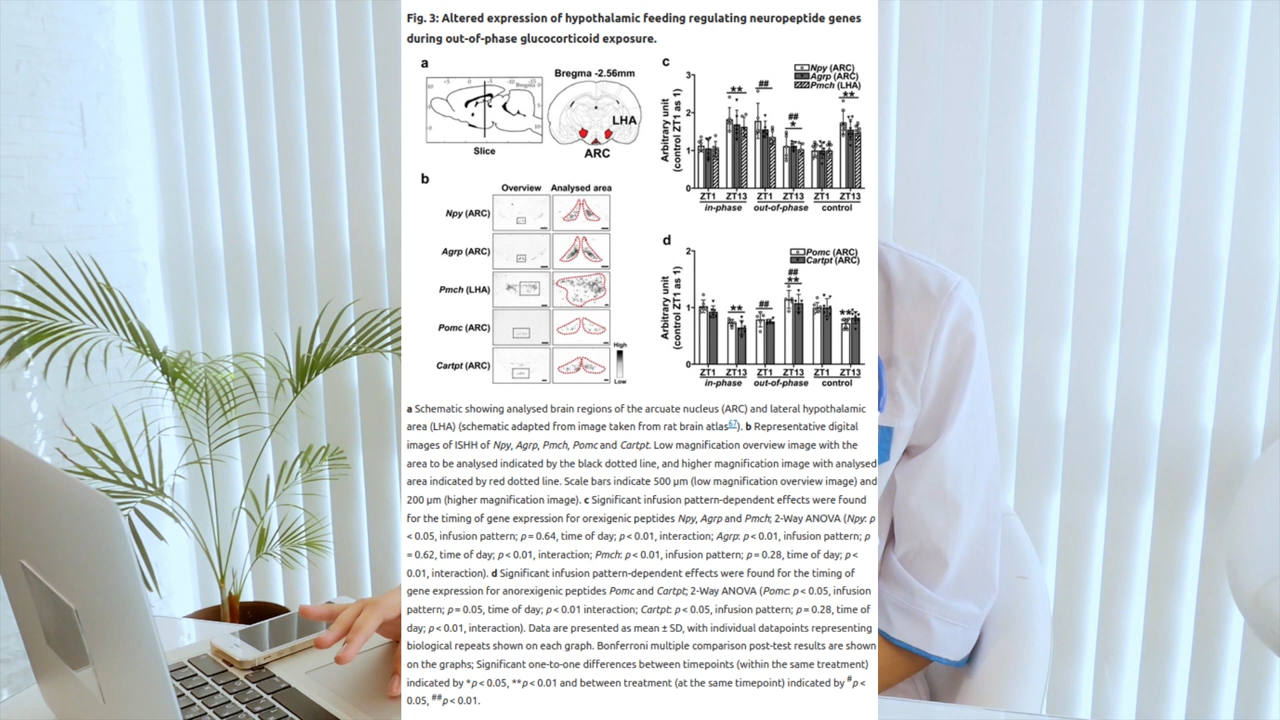 Fig. 3: Altered expression of hypothalamic feeding regulating neuropeptide genes
during out-of-phase glucocorticoid exposure.
a
Bregma -2.56mm
Bregma
LHA
ARC
Slice
b
Overview Analysed area
Npy (ARC)
Agrp (ARC)
Pmch (LHA)
Pomc (ARC)
Cartpt (ARC)
High
Low
c
Npy (ARC)
Agrp (ARC)
Pmch (LHA)
Arbitrary unit
(control ZT1 as 1)
3
2
1
0
** ## ## * **
ZT1 ZT13 ZT1 ZT13 ZT1 ZT13
in-phase out-of-phase control
d
Pomc (ARC)
Cartpt (ARC)
Arbitrary unit
(control ZT1 as 1)
2
1
0
** ## ## ** **
ZT1 ZT13 ZT1 ZT13 ZT1 ZT13
in-phase out-of-phase control
a Schematic showing analysed brain regions of the arcuate nucleus (ARC) and lateral hypothalamic
area (LHA) (schematic adapted from image taken from rat brain atlas67). b Representative digital
images of ISHH of Npy, Agrp, Pmch, Pomc and Cartpt. Low magnification overview image with the
area to be analysed indicated by the black dotted line, and higher magnification image with analysed
area indicated by red dotted line. Scale bars indicate 500 μm (low magnification overview image) and
200 μm (higher magnification image). c Significant infusion pattern-dependent effects were found
for the timing of gene expression for orexigenic peptides Npy, Agrp and Pmch; 2-Way ANOVA (Npy: p
< 0.05, infusion pattern; p = 0.64, time of day; p < 0.01, interaction; Agrp: p < 0.01, infusion pattern; p
= 0.62, time of day; p < 0.01, interaction; Pmch: p < 0.01, infusion pattern; p = 0.28, time of day; p <
0.01, interaction). d Significant infusion pattern-dependent effects were found for the timing of
gene expression for anorexigenic peptides Pomc and Cartpt; 2-Way ANOVA (Pomc: p < 0.05, infusion
pattern; p = 0.05, time of day; p < 0.01 interaction; Cartpt: p < 0.05, infusion pattern; p = 0.28, time of
day; p < 0.01, interaction). Data are presented as mean ± SD, with individual datapoints representing
biological repeats shown on each graph. Bonferroni multiple comparison post-test results are shown
on the graphs; Significant one-to-one differences between timepoints (within the same treatment)
indicated by *p < 0.05, **p < 0.01 and between treatment (at the same timepoint) indicated by #p <
0.05, ##p < 0.01.